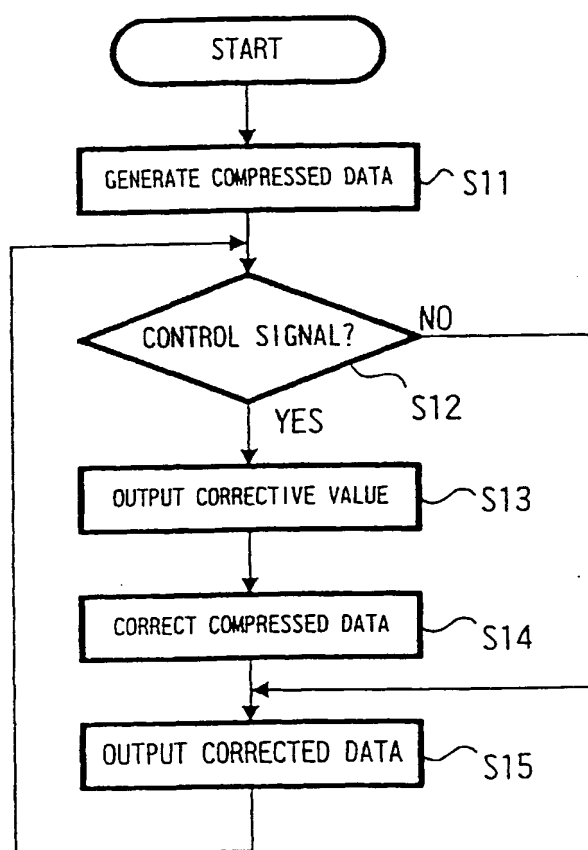 START
GENERATE COMPRESSED DATA
S11
CONTROL SIGNAL?
NO
S12
YES
OUTPUT CORRECTIVE VALUE
S13
CORRECT COMPRESSED DATA
S14
OUTPUT CORRECTED DATA
S15